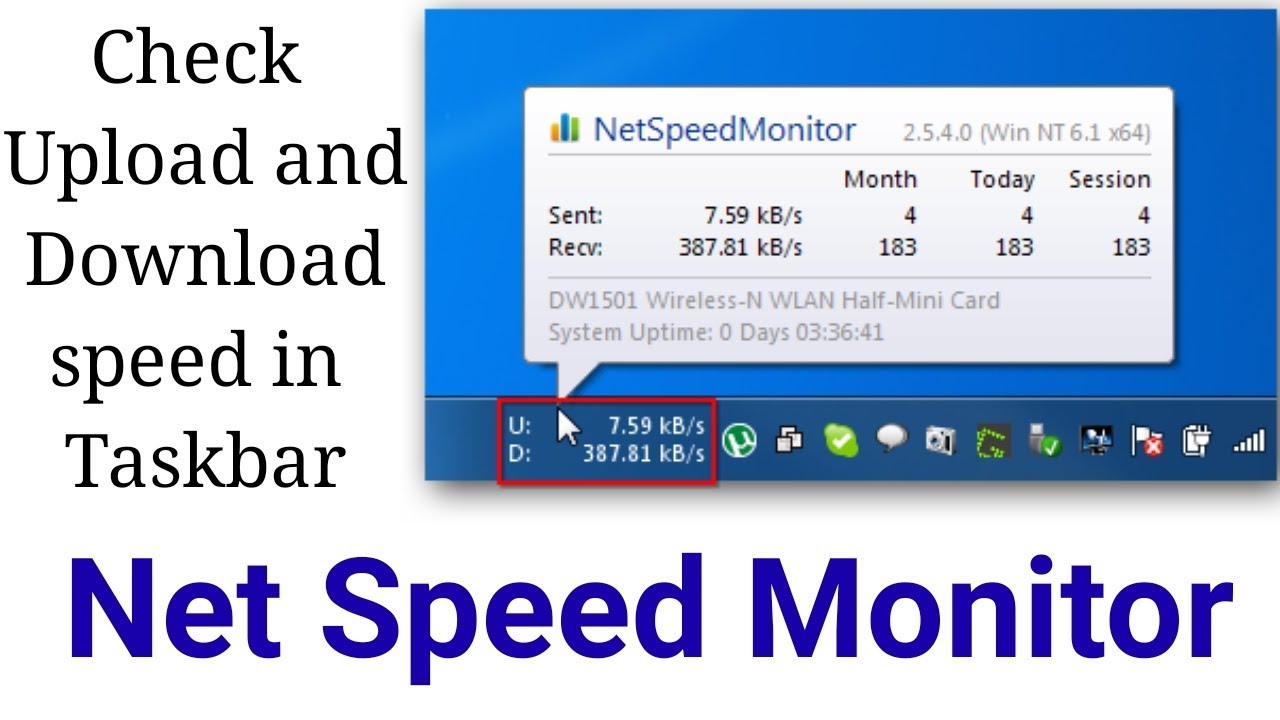 Check
Upload and
Download
speed in
Taskbar
NetSpeedMonitor 2.5.4.0 (Win NT 6.1 x64)
Month Today Session
Sent: 7.59 kB/s 4 4 4
Recv: 387.81 kB/s 183 183 183
DW1501 Wireless-N WLAN Half-Mini Card
System Uptime: 0 Days 03:36:41
U: 7.59 kB/s
D: 387.81 kB/s
Net Speed Monitor